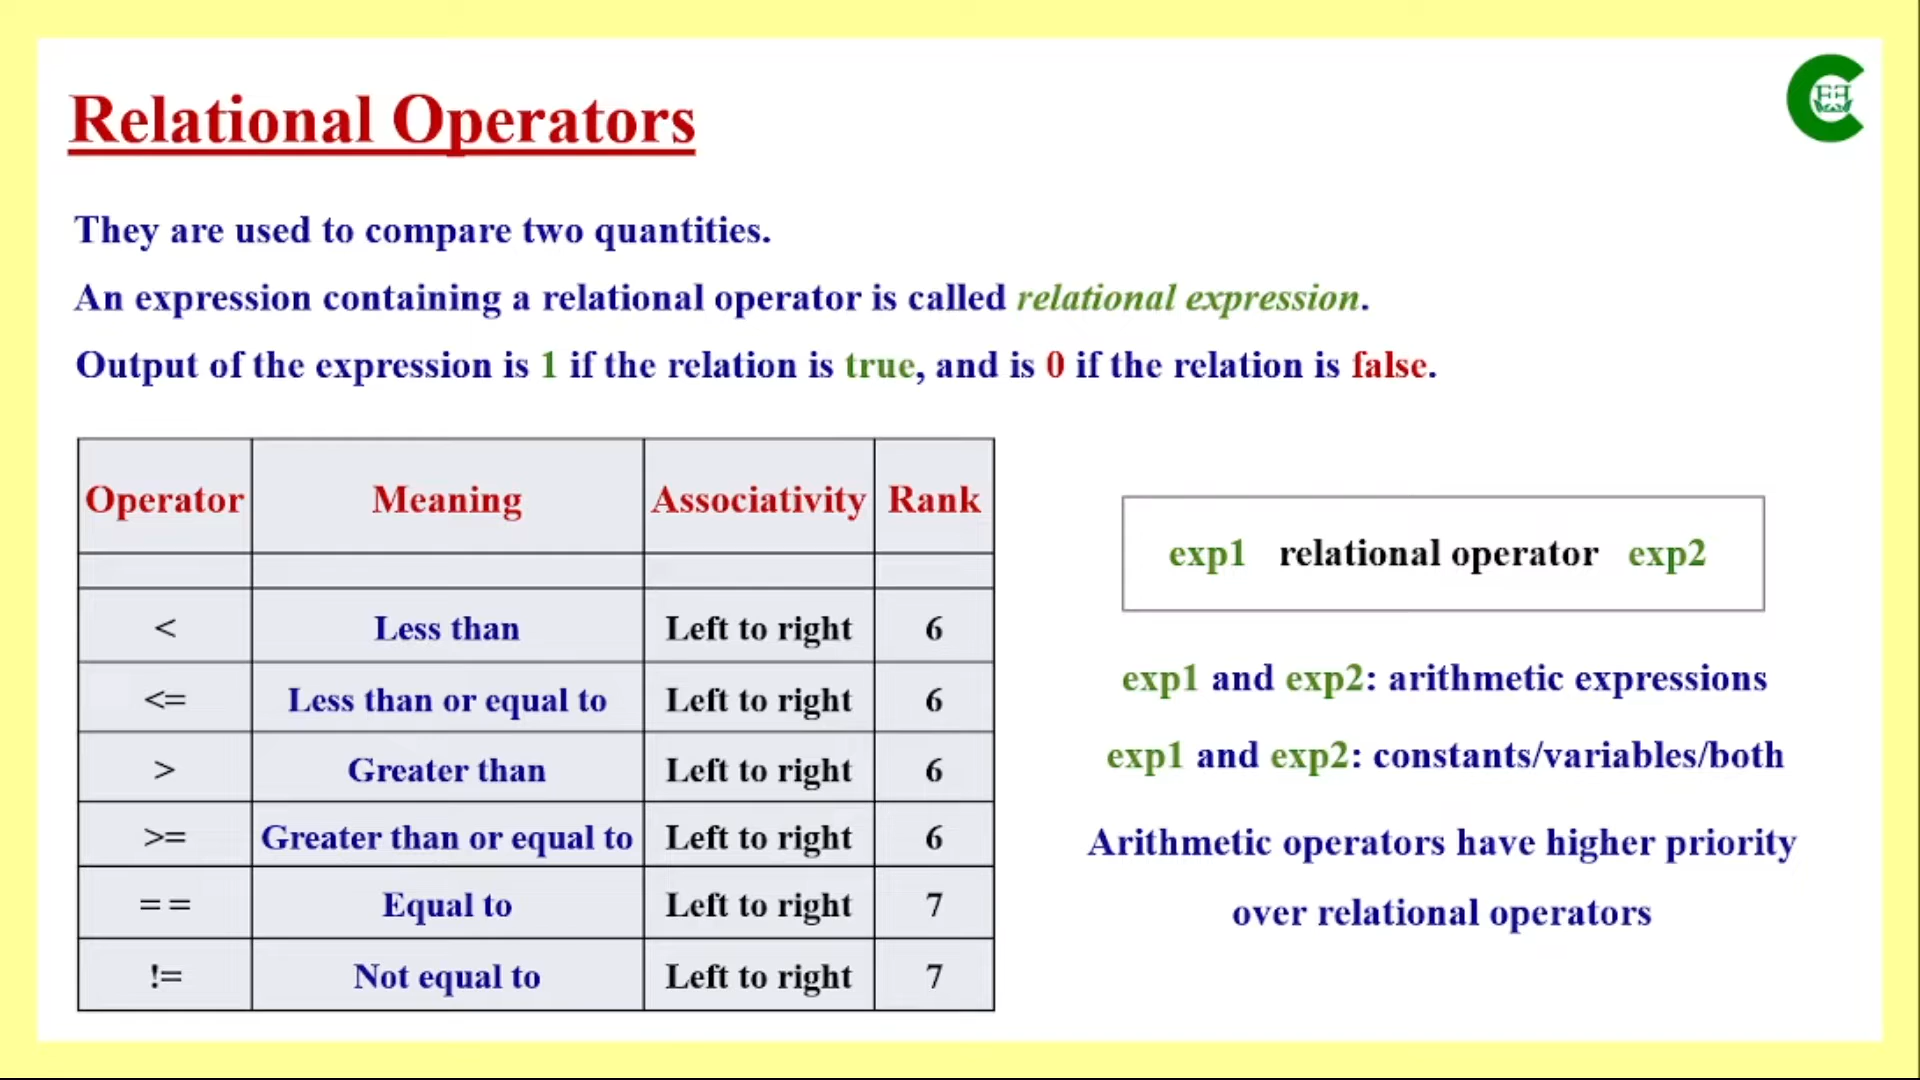 Relational Operators
They are used to compare two quantities.
An expression containing a relational operator is called relational expression.
Output of the expression is 1 if the relation is true, and is 0 if the relation is false.
Operator Meaning Associativity Rank
< Less than Left to right 6
<= Less than or equal to Left to right 6
> Greater than Left to right 6
>= Greater than or equal to Left to right 6
= = Equal to Left to right 7
!= Not equal to Left to right 7
exp1 relational operator exp2
exp1 and exp2: arithmetic expressions
exp1 and exp2: constants/variables/both
Arithmetic operators have higher priority
over relational operators